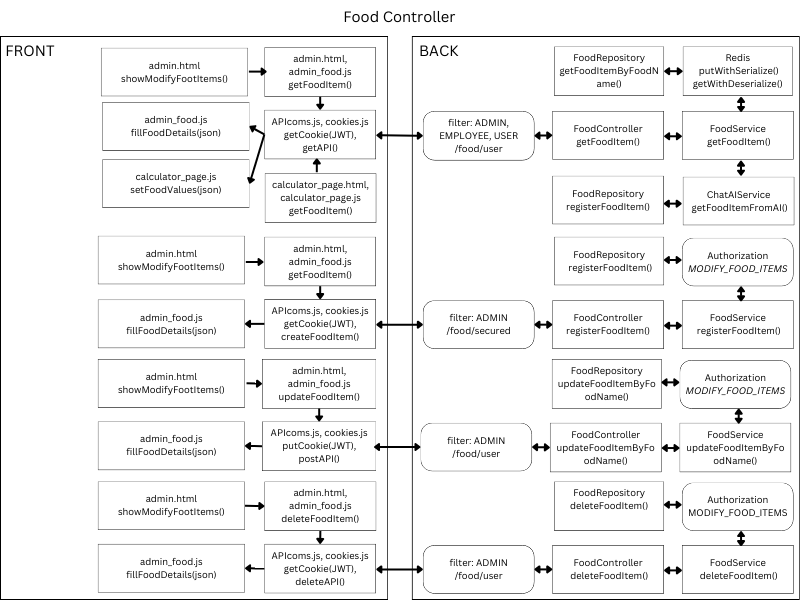 Food Controller
FRONT
admin.html
showModifyFootItems()
admin.html,
admin_food.js
getFoodItem()
admin_food.js
fillFoodDetails(json)
APIcoms.js, cookies.js
getCookie(JWT),
getAPI()
calculator_page.js
setFoodValues(json)
calculator_page.html,
calculator_page.js
getFoodItem()
admin.html
showModifyFootItems()
admin.html,
admin_food.js
getFoodItem()
admin_food.js
fillFoodDetails(json)
APIcoms.js, cookies.js
getCookie(JWT),
createFoodItem()
admin.html
showModifyFootItems()
admin.html,
admin_food.js
updateFoodItem()
admin_food.js
fillFoodDetails(json)
APIcoms.js, cookies.js
putCookie(JWT),
postAPI()
admin.html
showModifyFootItems()
admin.html,
admin_food.js
deleteFoodItem()
admin_food.js
fillFoodDetails(json)
APIcoms.js, cookies.js
getCookie(JWT),
deleteAPI()
BACK
FoodRepository
getFoodItemByFoodN
ame()
Redis
putWithSerialize()
getWithDeserialize()
filter: ADMIN,
EMPLOYEE, USER
/food/user
FoodController
getFoodItem()
FoodService
getFoodItem()
FoodRepository
registerFoodItem()
ChatAIService
getFoodItemFromAI()
FoodRepository
registerFoodItem()
Authorization
MODIFY_FOOD_ITEMS
filter: ADMIN
/food/secured
FoodController
registerFoodItem()
FoodService
registerFoodItem()
FoodRepository
updateFoodItemByFo
odName()
Authorization
MODIFY_FOOD_ITEMS
filter: ADMIN
/food/user
FoodController
updateFoodItemByFo
odName()
FoodService
updateFoodItemByFo
odName()
FoodRepository
deleteFoodItem()
Authorization
MODIFY_FOOD_ITEMS
filter: ADMIN
/food/user
FoodController
deleteFoodItem()
FoodService
deleteFoodItem()